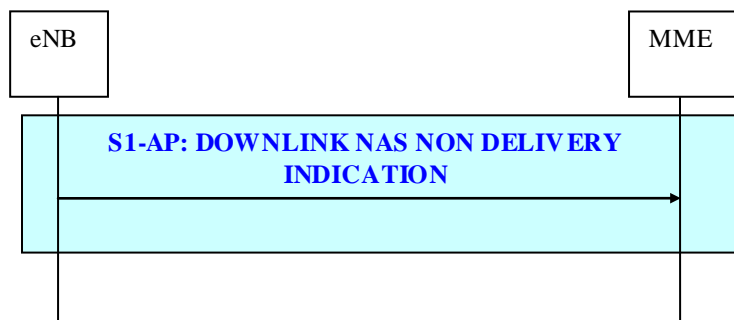 eNB
MME
S1-AP: DOWNLINK NAS NON DELIVERY
INDICATION